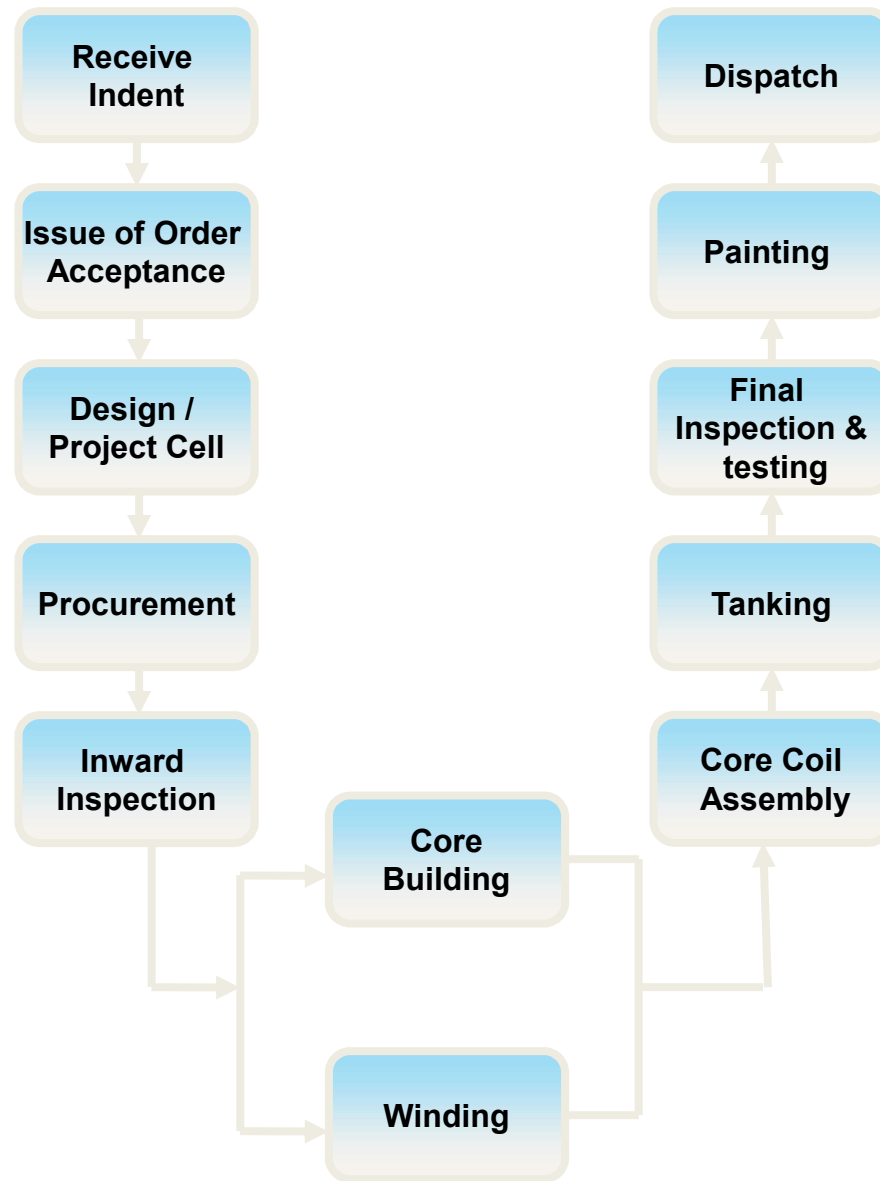 Receive
Indent
Issue of Order
Acceptance
Design /
Project Cell
Procurement
Inward
Inspection
Core
Building
Winding
Core Coil
Assembly
Tanking
Final
Inspection &
testing
Painting
Dispatch